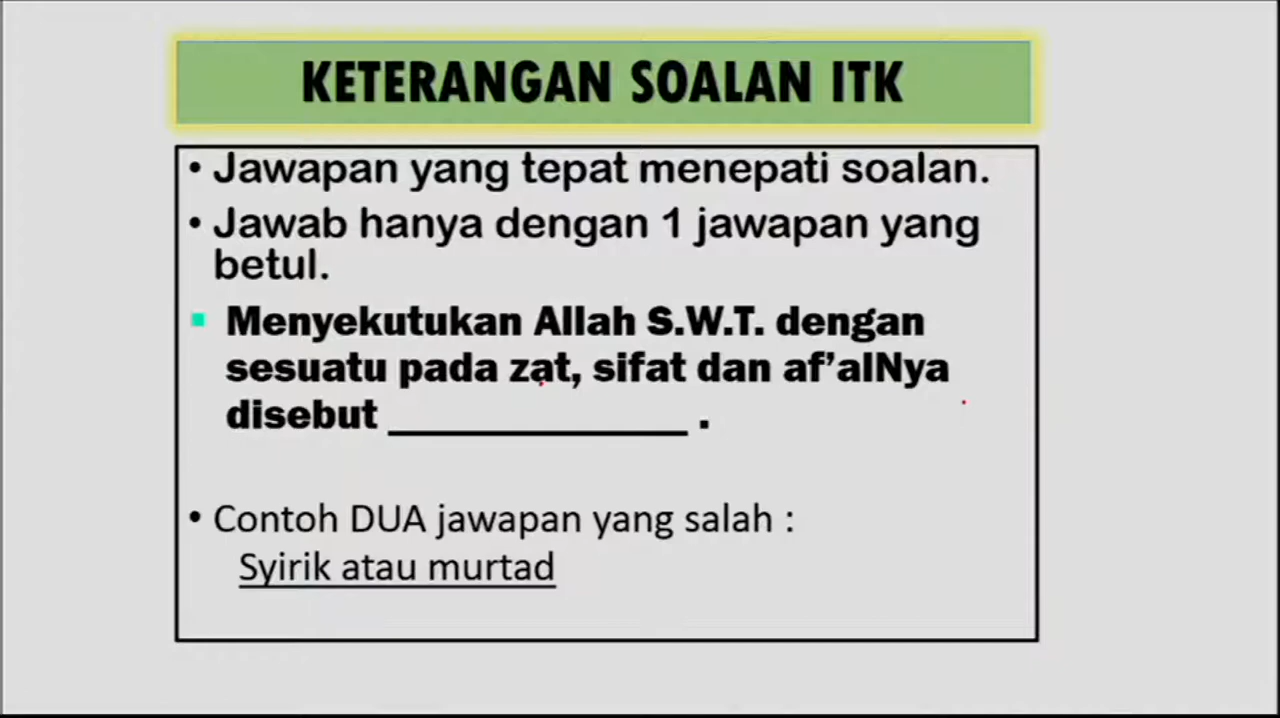 KETERANGAN SOALAN ITK
• Jawapan yang tepat menepati soalan.
• Jawab hanya dengan 1 jawapan yang
betul.
▪ Menyekutukan Allah S.W.T. dengan
sesuatu pada zat, sifat dan af’alNya
disebut ______________ .
• Contoh DUA jawapan yang salah :
Syirik atau murtad